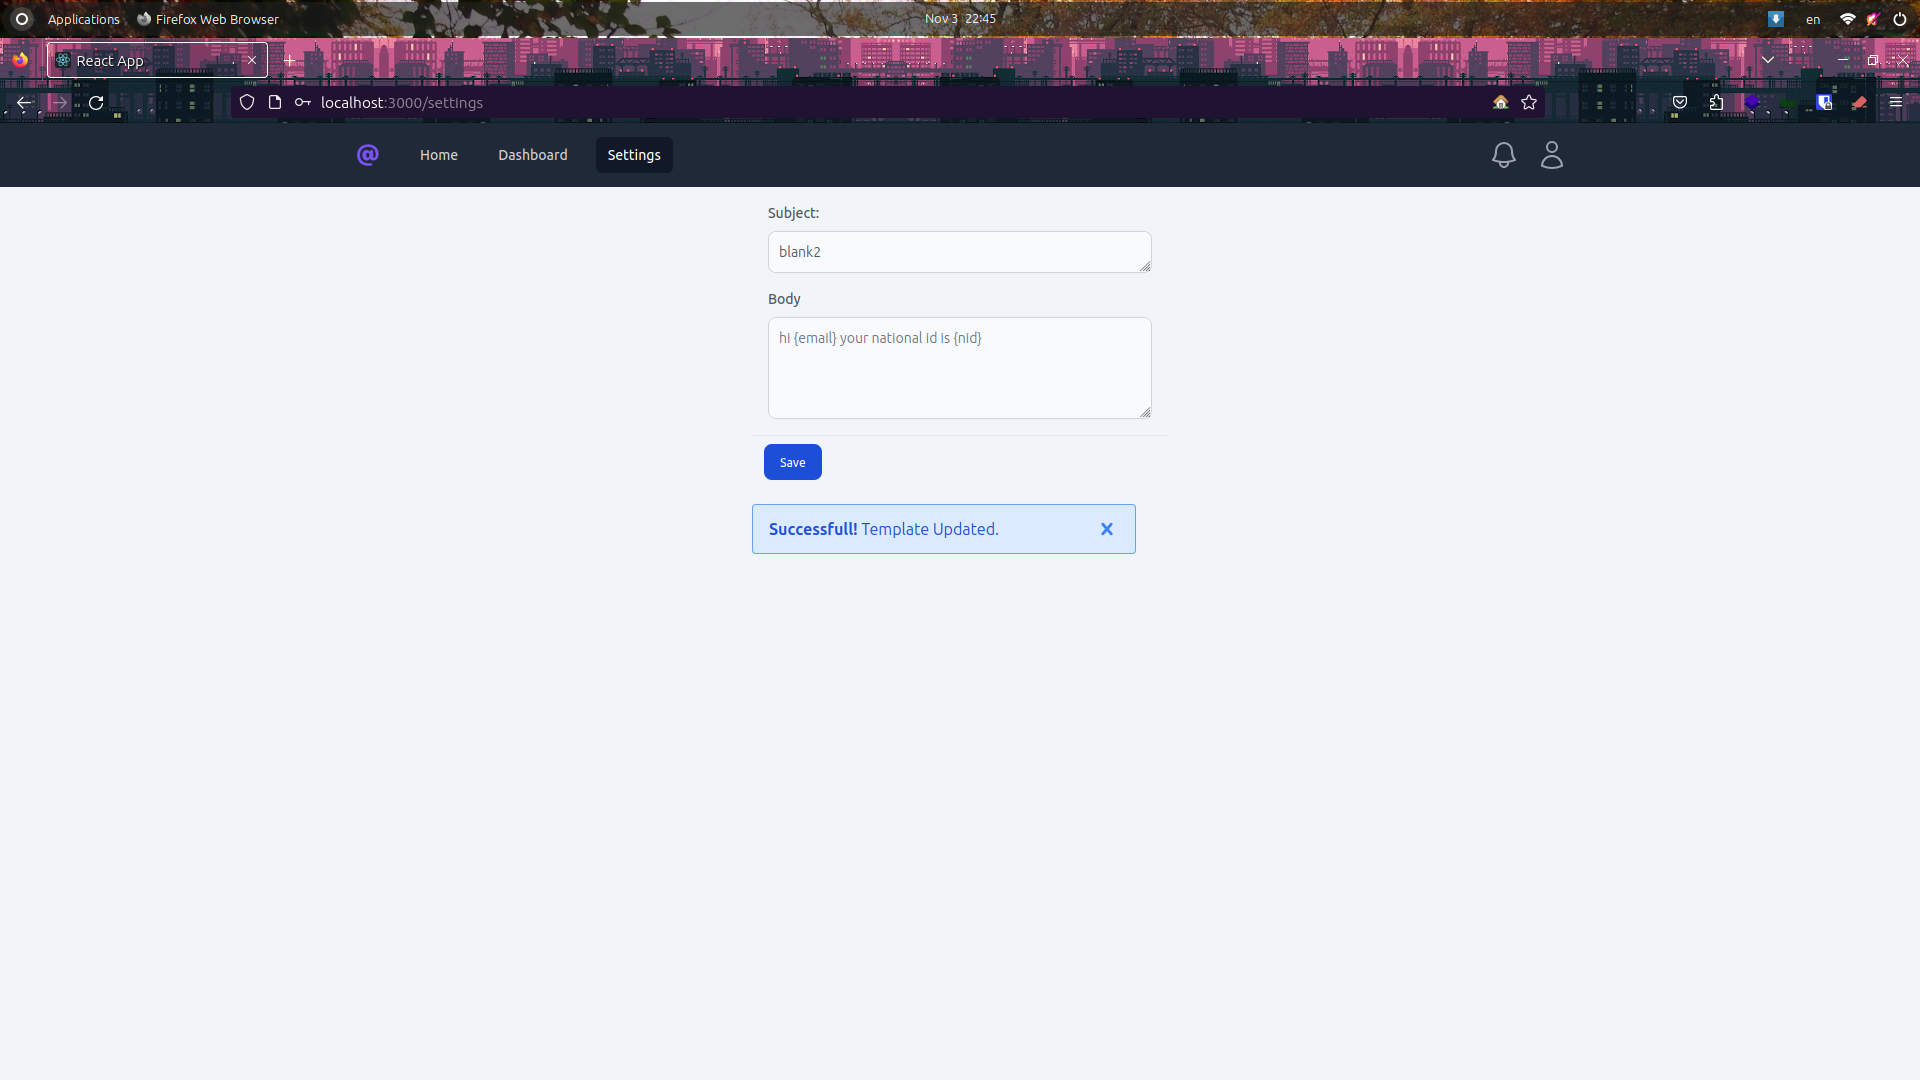 Applications Firefox Web Browser Nov 3 22:45 en
React App
localhost:3000/settings
@ Home Dashboard Settings
Subject:
blank2
Body
hi {email} your national id is {nid}
Save
Successfull! Template Updated.